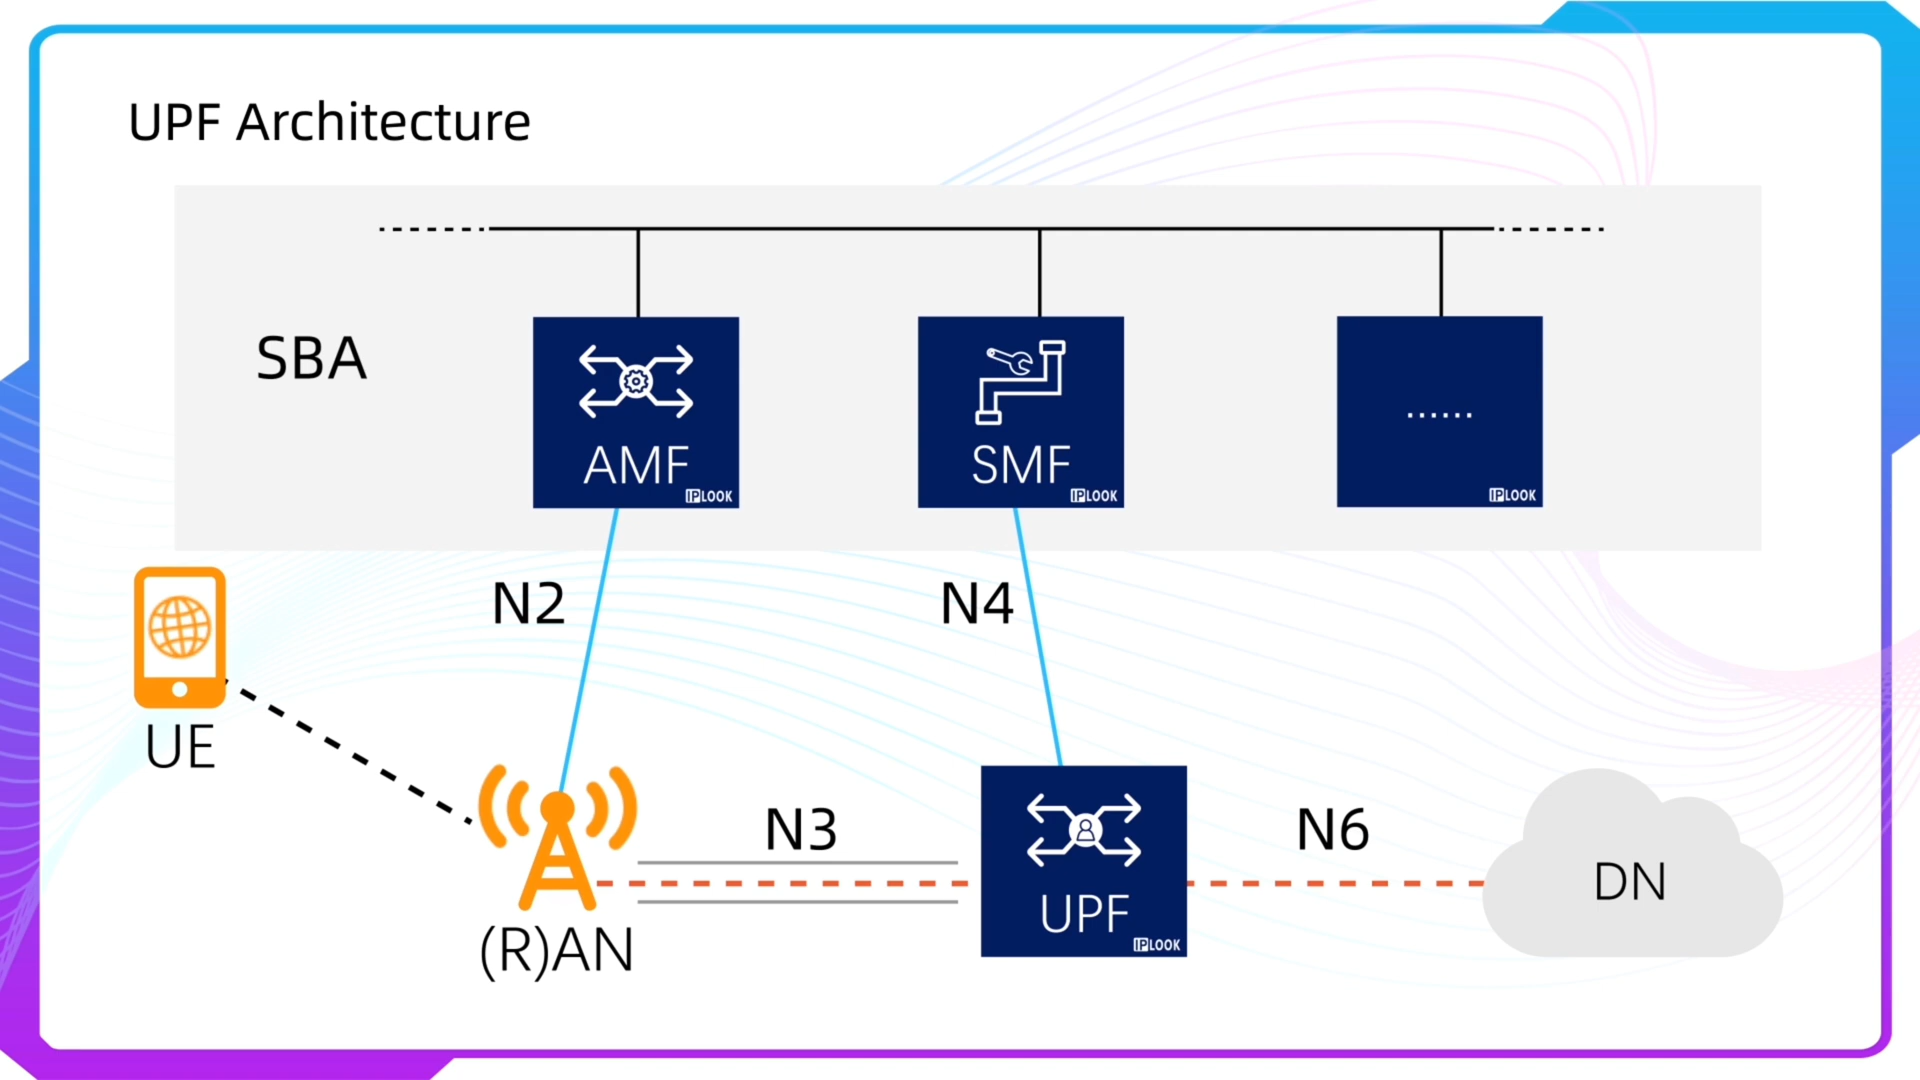 UPF Architecture
SBA
AMF
IPLOOK
SMF
IPLOOK
......
IPLOOK
N2
N4
UE
N3
N6
UPF
IPLOOK
DN
(R)AN